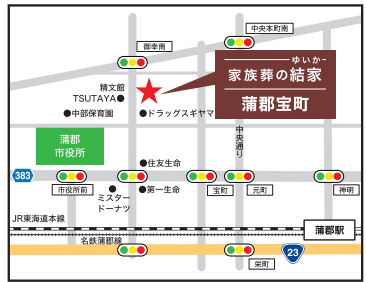 中央本町南
御幸南
ゆいか
家族葬の結家
蒲郡宝町
精文館
TSUTAYA●
●中部保育園
●ドラッグスギヤマ
蒲郡
市役所
中央通り
●住友生命
383
市役所前
●第一生命
宝町
元町
神明
ミスター
ドーナツ
JR東海道本線
蒲郡駅
名鉄蒲郡線
栄町
23